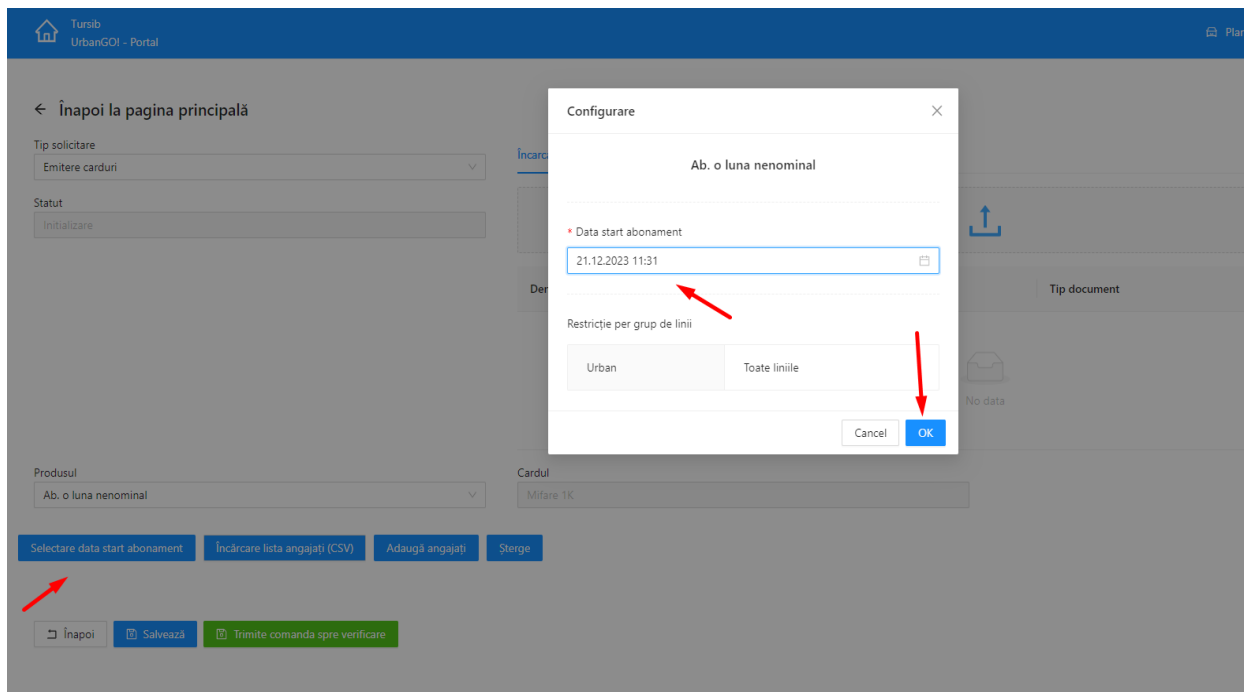 Tursib
UrbanGO! - Portal
Înapoi la pagina principală
Tip solicitare
Emitere carduri
Statut
Initializare
Configurare
Ab. o luna nenominal
* Data start abonament
21.12.2023 11:31
Restricție per grup de linii
Urban
Toate liniile
Cancel
OK
Tip document
No data
Produsul
Ab. o luna nenominal
Cardul
Mifare 1K
Selectare data start abonament
Încărcare lista angajați (CSV)
Adaugă angajați
Șterge
Înapoi
Salvează
Trimite comanda spre verificare